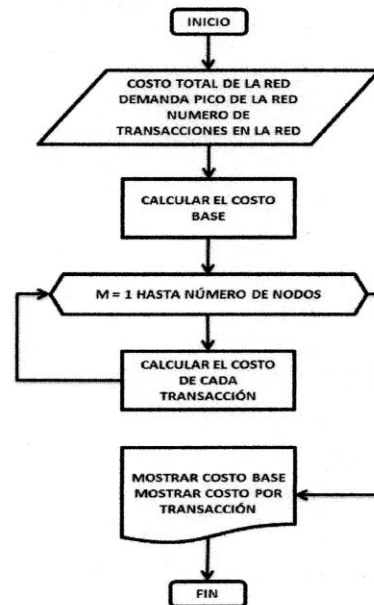 INICIO
COSTO TOTAL DE LA RED
DEMANDA PICO DE LA RED
NUMERO DE
TRANSACCIONES EN LA RED
CALCULAR EL COSTO
BASE
M = 1 HASTA NÚMERO DE NODOS
CALCULAR EL COSTO
DE CADA
TRANSACCIÓN
MOSTRAR COSTO BASE
MOSTRAR COSTO POR
TRANSACCIÓN
FIN